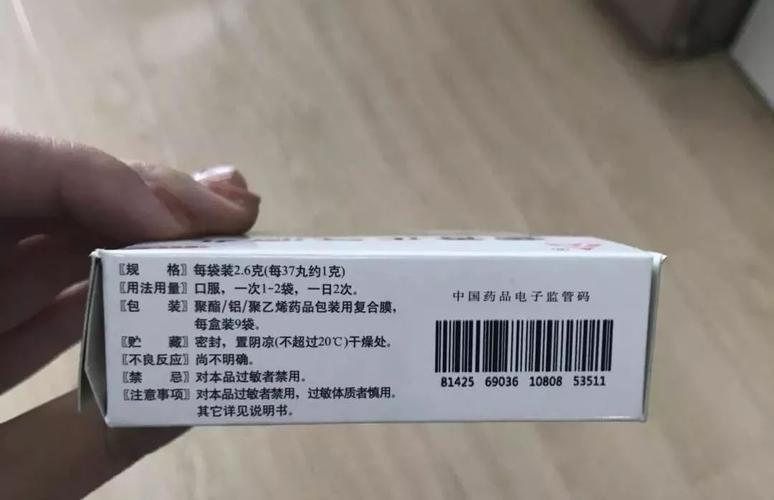 〖规　　格〗每袋装2.6克(每37丸约1克)
〖用法用量〗口服，一次1~2袋，一日2次。
〖包　　装〗聚酯/铝/聚乙烯药品包装用复合膜，
每盒装9袋。
〖贮　　藏〗密封，置阴凉(不超过20℃)干燥处。
〖不良反应〗尚不明确。
〖禁　　忌〗对本品过敏者禁用。
〖注意事项〗对本品过敏者禁用，过敏体质者慎用。
其它详见说明书。
中国药品电子监管码
81425 69036 10808 53511